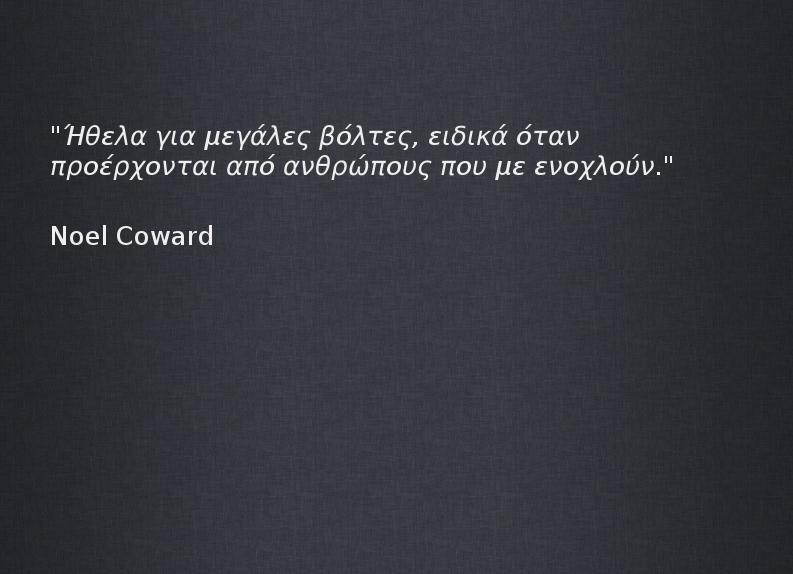 "Ήθελα για μεγάλες βόλτες, ειδικά όταν
προέρχονται από ανθρώπους που με ενοχλούν."
Noel Coward